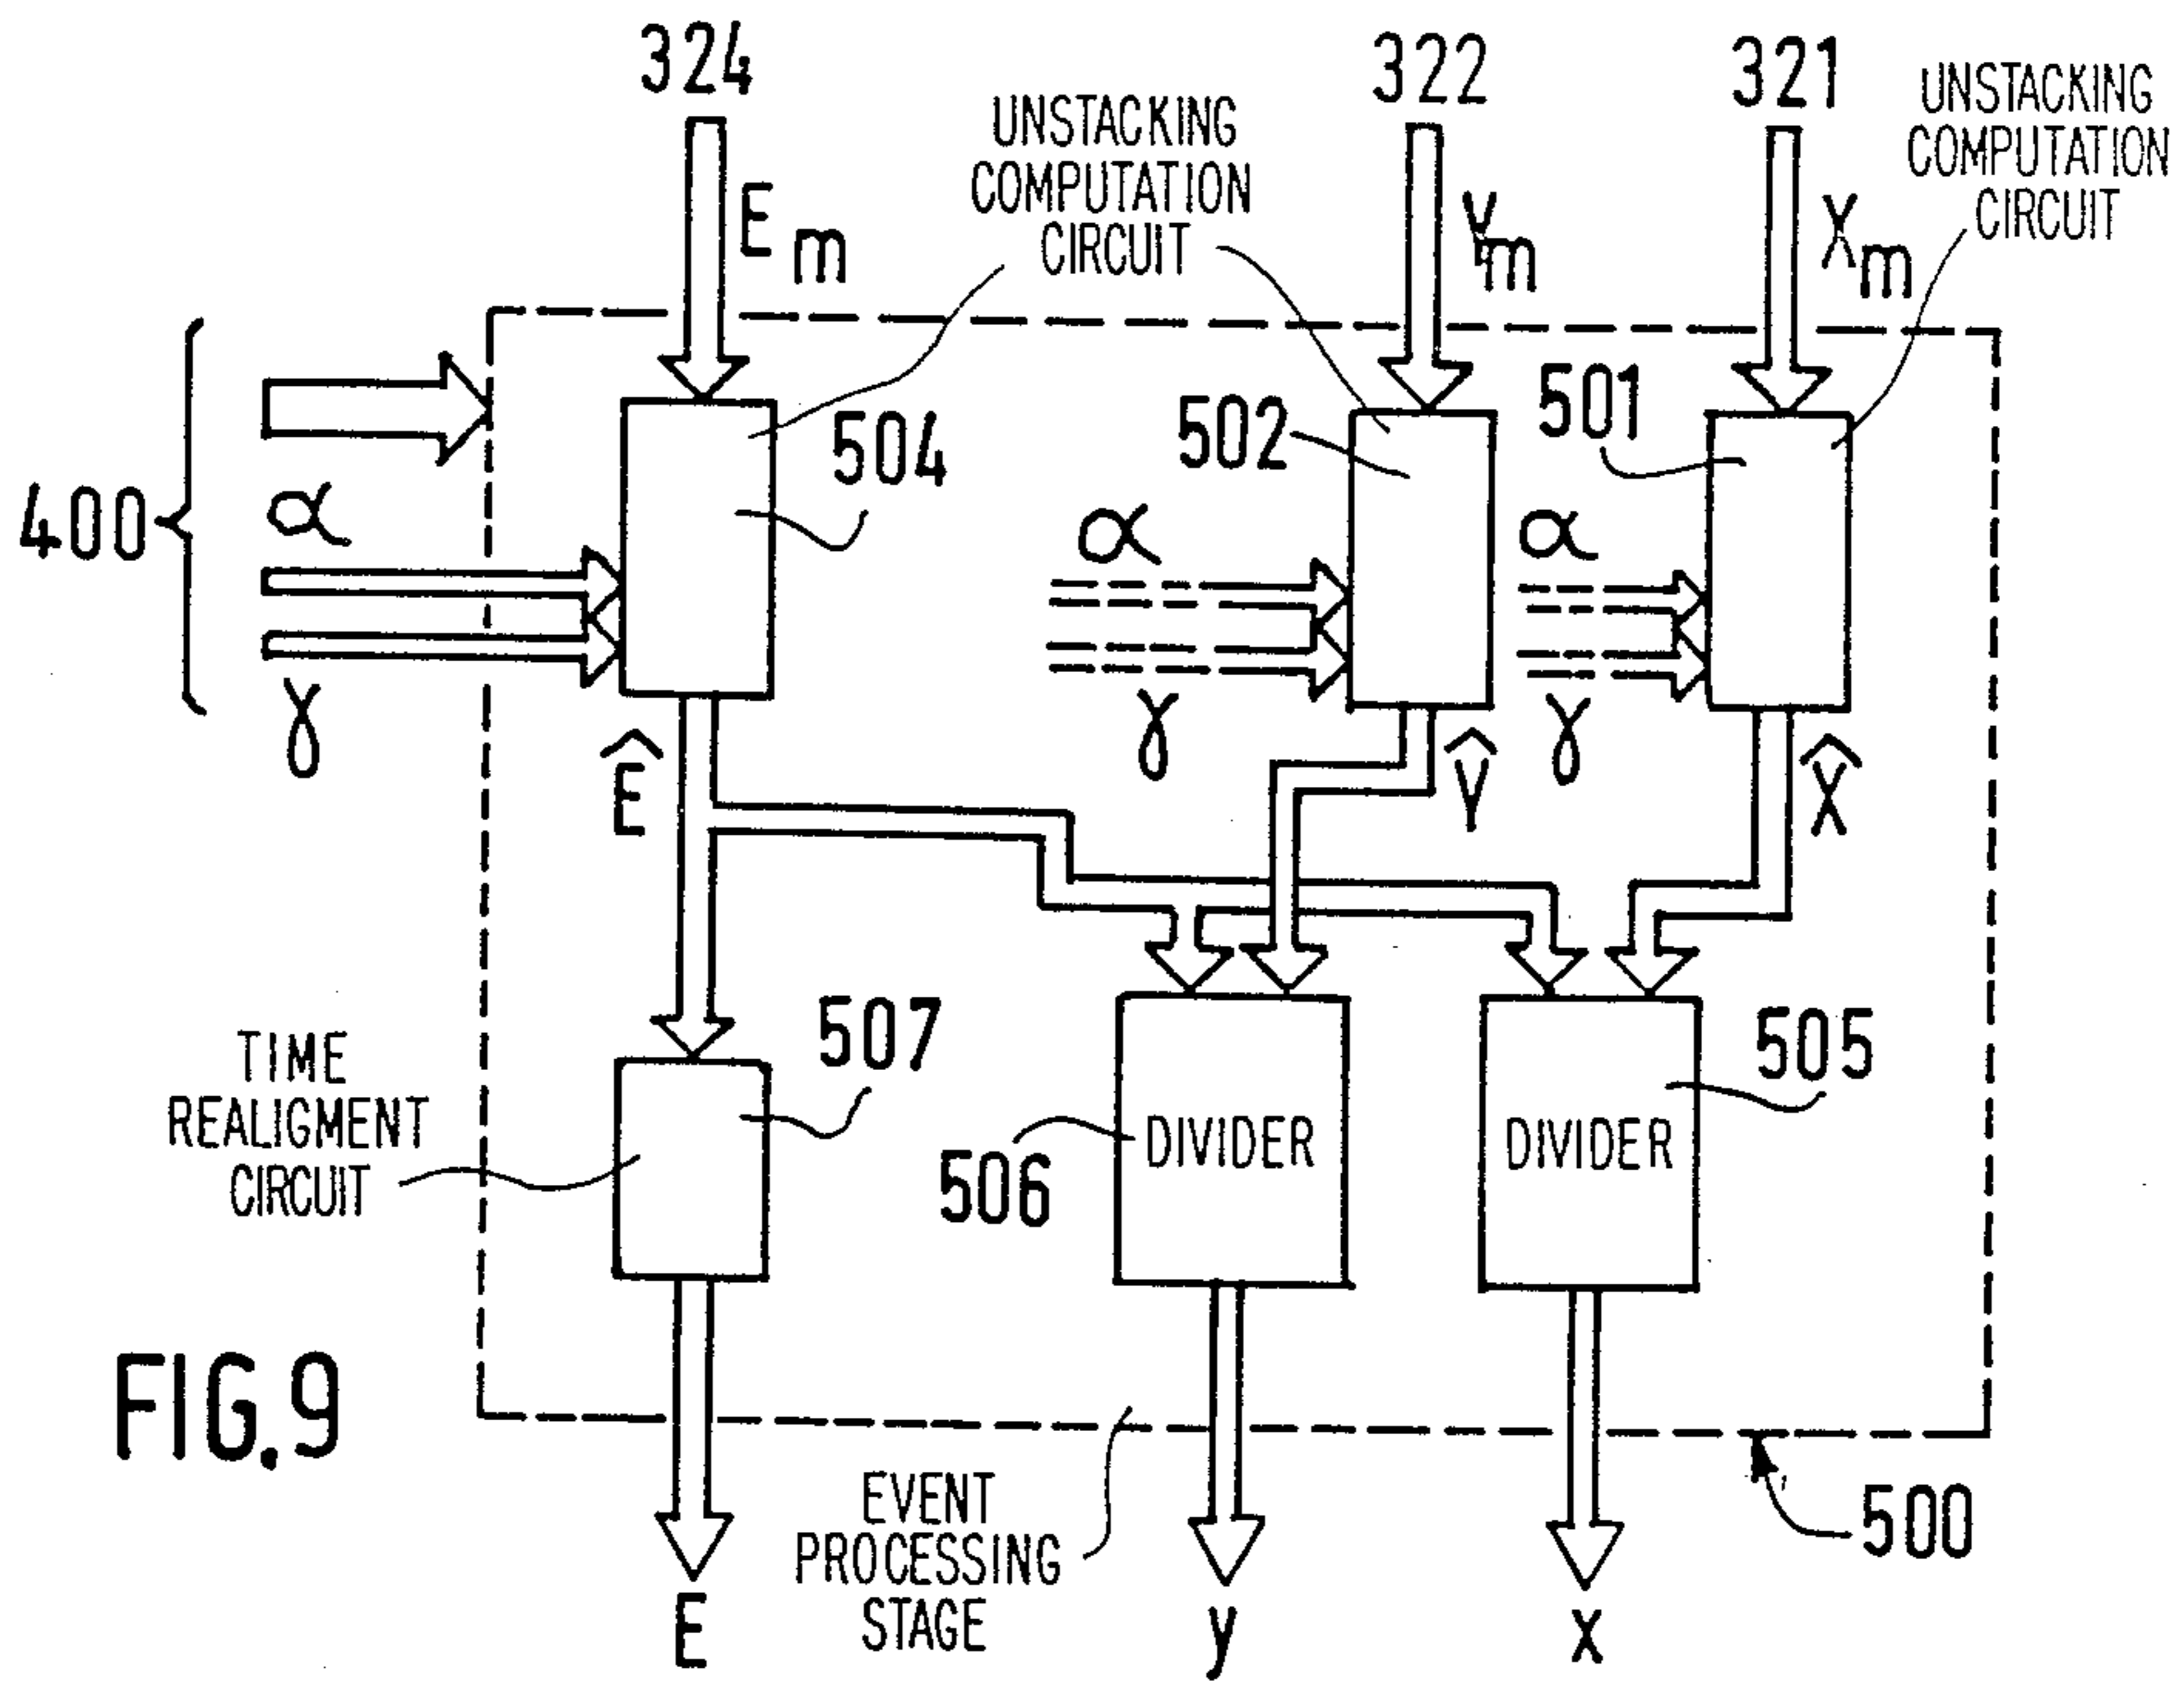 324
322
321
UNSTACKING
COMPUTATION
CIRCUIT
UNSTACKING
COMPUTATION
CIRCUIT
Em
Ym
Xm
400
α
γ
504
502
501
α
γ
α
γ
Ê
Ŷ
X̂
TIME
REALIGMENT
CIRCUIT
507
506
DIVIDER
DIVIDER
505
FIG.9
EVENT
PROCESSING
STAGE
500
E
y
x